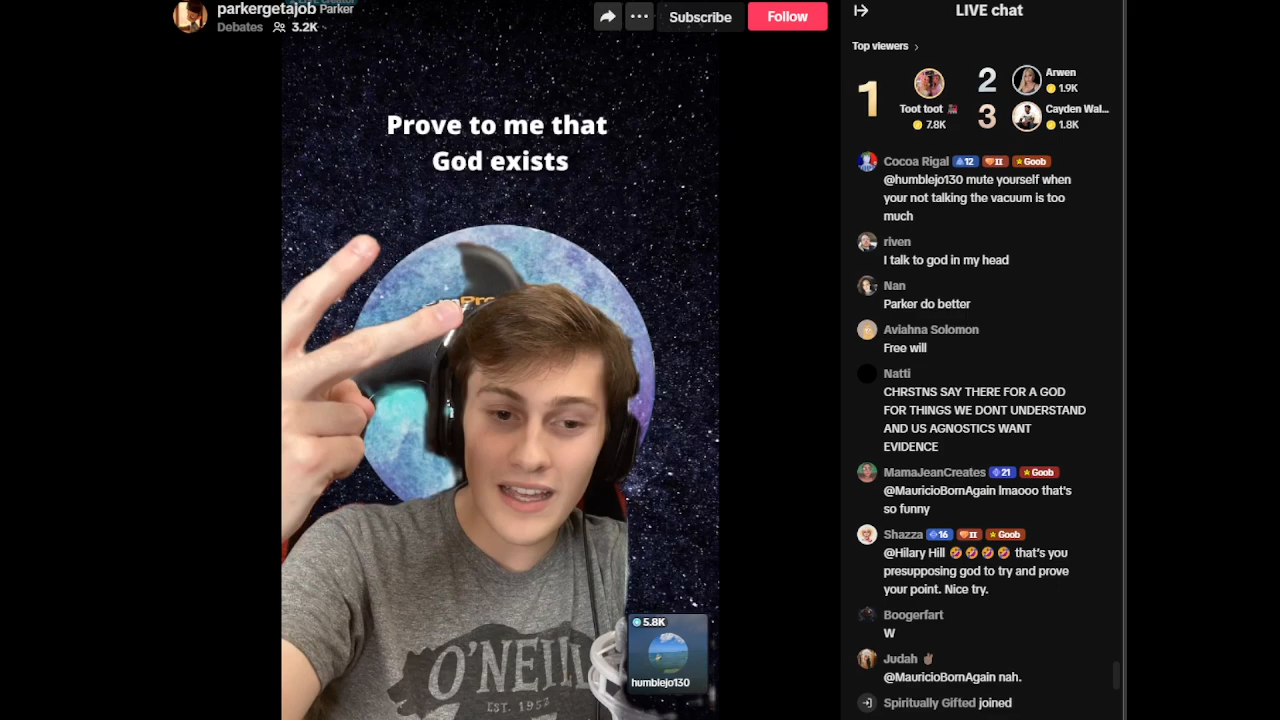 parkergetajob Parker
Debates 3.2K
Subscribe
Follow
Prove to me that
God exists
O'NEILL
EST. 1952
5.8K
humblejo130
LIVE chat
Top viewers
1
Toot toot
7.8K
2
Arwen
1.9K
3
Cayden Wal...
1.8K
Cocoa Rigal 12 II Goob
@humblejo130 mute yourself when
your not talking the vacuum is too
much
riven
I talk to god in my head
Nan
Parker do better
Aviahna Solomon
Free will
Natti
CHRSTNS SAY THERE FOR A GOD
FOR THINGS WE DONT UNDERSTAND
AND US AGNOSTICS WANT
EVIDENCE
MamaJeanCreates 21 Goob
@MauricioBornAgain lmaooo that's
so funny
Shazza 16 II Goob
@Hilary Hill 🤣 🤣 🤣 🤣 that's you
presupposing god to try and prove
your point. Nice try.
Boogerfart
W
Judah ✌🏽
@MauricioBornAgain nah.
Spiritually Gifted joined